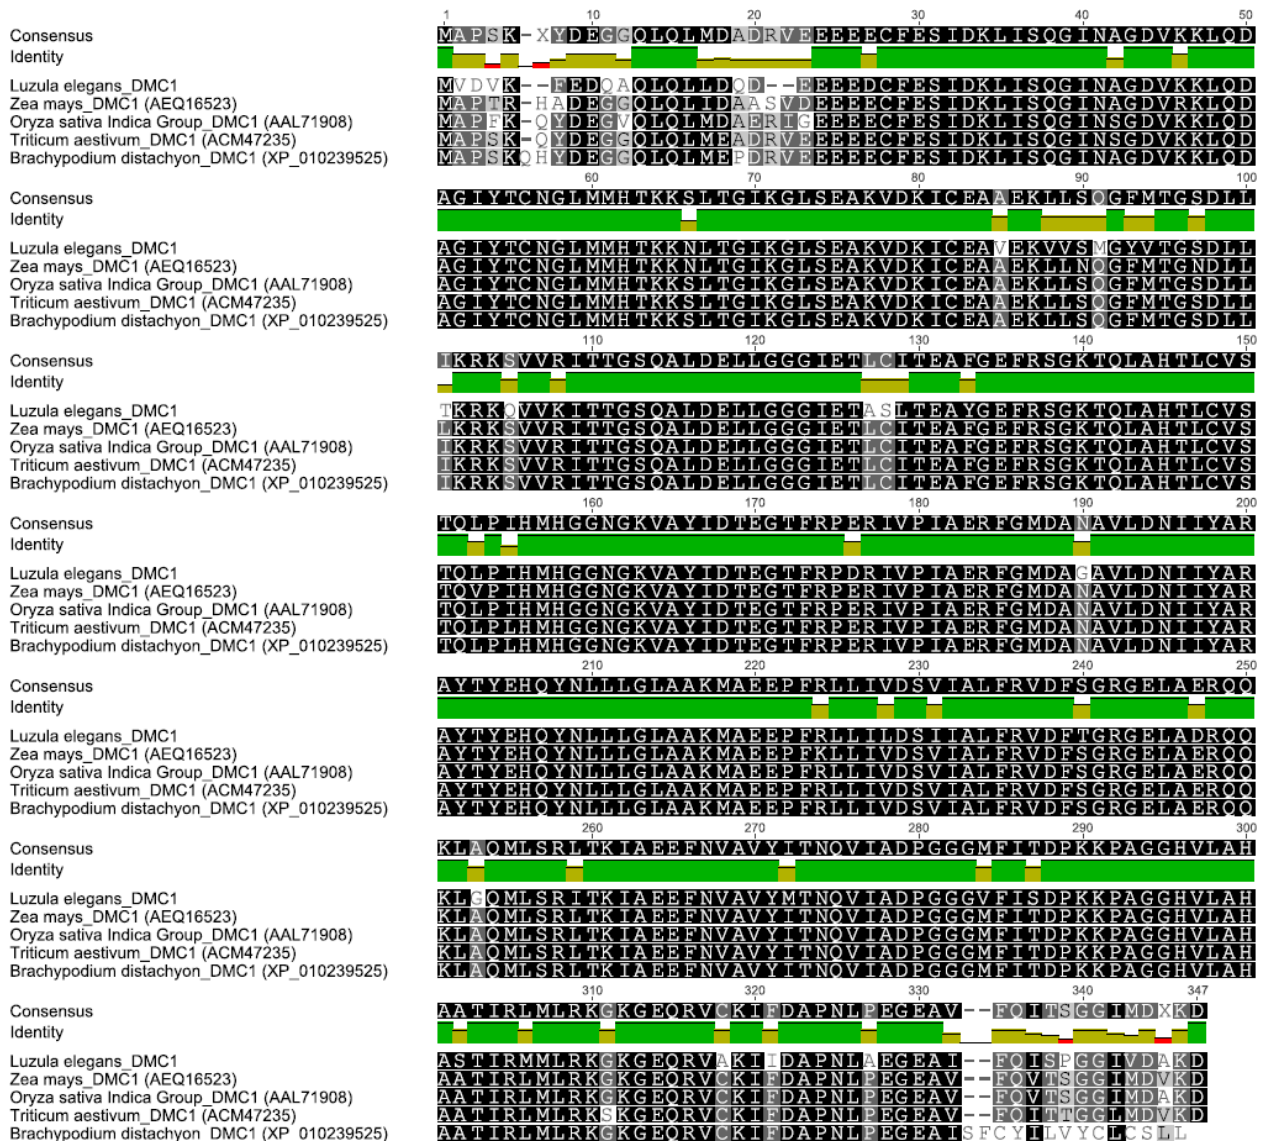 1 10 20 30 40 50
Consensus MAPSK-XYDEGGQLQLMDADRVEEEEEECFESIDKLISQGINAGDVKKLQD
Identity
Luzula elegans_DMC1 MVDVK--FEDQAQLQLLDQD--EEEEDCFESIDKLISQGINAGDVRKLQD
Zea mays_DMC1 (AEQ16523) MAPTR-HADEGGQLQLIDAASVDEEEECFESIDKLISQGINAGDVKKLQD
Oryza sativa Indica Group_DMC1 (AAL71908) MAPFK-QYDEGVQLQLMDAERIGEEEECFESIDKLISQGINSGDVKKLQD
Triticum aestivum_DMC1 (ACM47235) MAPSK-QYDEGGQLQLMDADRVEEEEECFESIDKLISQGINAGDVKKLQD
Brachypodium distachyon_DMC1 (XP_010239525) MAPSKQHYDEGGQLQLMEPDRVEEEEECFESIDKLISQGINAGDVKKLQD
60 70 80 90 100
Consensus AGIYTCNGLMMHTKKSLTGIKGLSEAKVDKICEAAEKLLSQGFMTGSDLL
Identity
Luzula elegans_DMC1 AGIYTCNGLMMHTKKNLTGIKGLSEAKVDKICEAVEKVVSMGYVTGSDLL
Zea mays_DMC1 (AEQ16523) AGIYTCNGLMMHTKKNLTGIKGLSEAKVDKICEAAEKLLNQGFMTGNDLL
Oryza sativa Indica Group_DMC1 (AAL71908) AGIYTCNGLMMHTKKSLTGIKGLSEAKVDKICEAAEKLLSQGFMTGSDLL
Triticum aestivum_DMC1 (ACM47235) AGIYTCNGLMMHTKKSLTGIKGLSEAKVDKICEAAEKLLSQGFMTGSDLL
Brachypodium distachyon_DMC1 (XP_010239525) AGIYTCNGLMMHTKKSLTGIKGLSEAKVDKICEAAEKLLSQGFMTGSDLL
110 120 130 140 150
Consensus IKRKSVVRITTGSQALDELLGGGIETLCITEAFGEFRSGKTQLAHTLCVS
Identity
Luzula elegans_DMC1 TKRKQVVKITTGSQALDELLGGGIETASLTEAYGEFRSGKTQLAHTLCVS
Zea mays_DMC1 (AEQ16523) LKRKSVVRITTGSQALDELLGGGIETLCITEAFGEFRSGKTQLAHTLCVS
Oryza sativa Indica Group_DMC1 (AAL71908) IKRKSVVRITTGSQALDELLGGGIETLCITEAFGEFRSGKTQLAHTLCVS
Triticum aestivum_DMC1 (ACM47235) IKRKSVVRITTGSQALDELLGGGIETLCITEAFGEFRSGKTQLAHTLCVS
Brachypodium distachyon_DMC1 (XP_010239525) IKRKSVVRITTGSQALDELLGGGIETLCITEAFGEFRSGKTQLAHTLCVS
160 170 180 190 200
Consensus TQLPIHMHGGNGKVAYIDTEGTFRPERIVPIAERFGMDANAVLDNIIYAR
Identity
Luzula elegans_DMC1 TQLPIHMHGGNGKVAYIDTEGTFRPDRIVPIAERFGMDAGAVLDNIIYAR
Zea mays_DMC1 (AEQ16523) TQVPIHMHGGNGKVAYIDTEGTFRPERIVPIAERFGMDANAVLDNIIYAR
Oryza sativa Indica Group_DMC1 (AAL71908) TQLPIHMHGGNGKVAYIDTEGTFRPERIVPIAERFGMDANAVLDNIIYAR
Triticum aestivum_DMC1 (ACM47235) TQLPLHMHGGNGKVAYIDTEGTFRPERIVPIAERFGMDANAVLDNIIYAR
Brachypodium distachyon_DMC1 (XP_010239525) TQLPLHMHGGNGKVAYIDTEGTFRPERIVPIAERFGMDANAVLDNIIYAR
210 220 230 240 250
Consensus AYTYEHQYNLLLGLAAKMAEEPFRLLIVDSVIALFRVDFSGRGELAERQQ
Identity
Luzula elegans_DMC1 AYTYEHQYNLLLGLAAKMAEEPFRLLILDSIIALFRVDFTGRGELADRQQ
Zea mays_DMC1 (AEQ16523) AYTYEHQYNLLLGLAAKMAEEPFKLLIVDSVIALFRVDFSGRGELAERQQ
Oryza sativa Indica Group_DMC1 (AAL71908) AYTYEHQYNLLLGLAAKMAEEPFRLLIVDSVIALFRVDFSGRGELAERQQ
Triticum aestivum_DMC1 (ACM47235) AYTYEHQYNLLLGLAAKMAEEPFRLLIVDSVIALFRVDFSGRGELAERQQ
Brachypodium distachyon_DMC1 (XP_010239525) AYTYEHQYNLLLGLAAKMAEEPFRLLIVDSVIALFRVDFSGRGELAERQQ
260 270 330 290 300
Consensus KLAQMLSRLTKIAEEFNVAVYITNQVIADPGGGMFITDPKKPAGGHVLAH
Identity
Luzula elegans_DMC1 KLGQMLSRITKIAEEFNVAVYMTNQVIADPGGGVFISDPKKPAGGHVLAH
Zea mays_DMC1 (AEQ16523) KLAQMLSRLTKIAEEFNVAVYITNQVIADPGGGMFITDPKKPAGGHVLAH
Oryza sativa Indica Group_DMC1 (AAL71908) KLAQMLSRLTKIAEEFNVAVYITNQVIADPGGGMFITDPKKPAGGHVLAH
Triticum aestivum_DMC1 (ACM47235) KLAQMLSRLTKIAEEFNVAVYITNQVIADPGGGMFITDPKKPAGGHVLAH
Brachypodium distachyon_DMC1 (XP_010239525) KLAQMLSRLTKIAEEFNVAVYITNQVIADPGGGMFITDPKKPAGGHVLAH
310 320 330 340 347
Consensus AATIRLMLRKGKGEQRVCKIFDAPNLPEGEAV--FQITSGGIMDXKD
Identity
Luzula elegans_DMC1 ASTIRMMLRKGKGEQRVAKIIDAPNLAEGEAI--FQISPGGIVDAKD
Zea mays_DMC1 (AEQ16523) AATIRLMLRKGKGEQRVCKIFDAPNLPEGEAV--FQVTSGGIMDVKD
Oryza sativa Indica Group_DMC1 (AAL71908) AATIRLMLRKGKGEQRVCKIFDAPNLPEGEAV--FQVTSGGIMDAKD
Triticum aestivum_DMC1 (ACM47235) AATIRLMLRKSKGEQRVCKIFDAPNLPEGEAV--FQITTGGLMDVKD
Brachypodium distachyon_DMC1 (XP_010239525) AATIRLMLRKGKGEQRVCKIFDAPNLPEGEAISFCYILVYCLCSLL